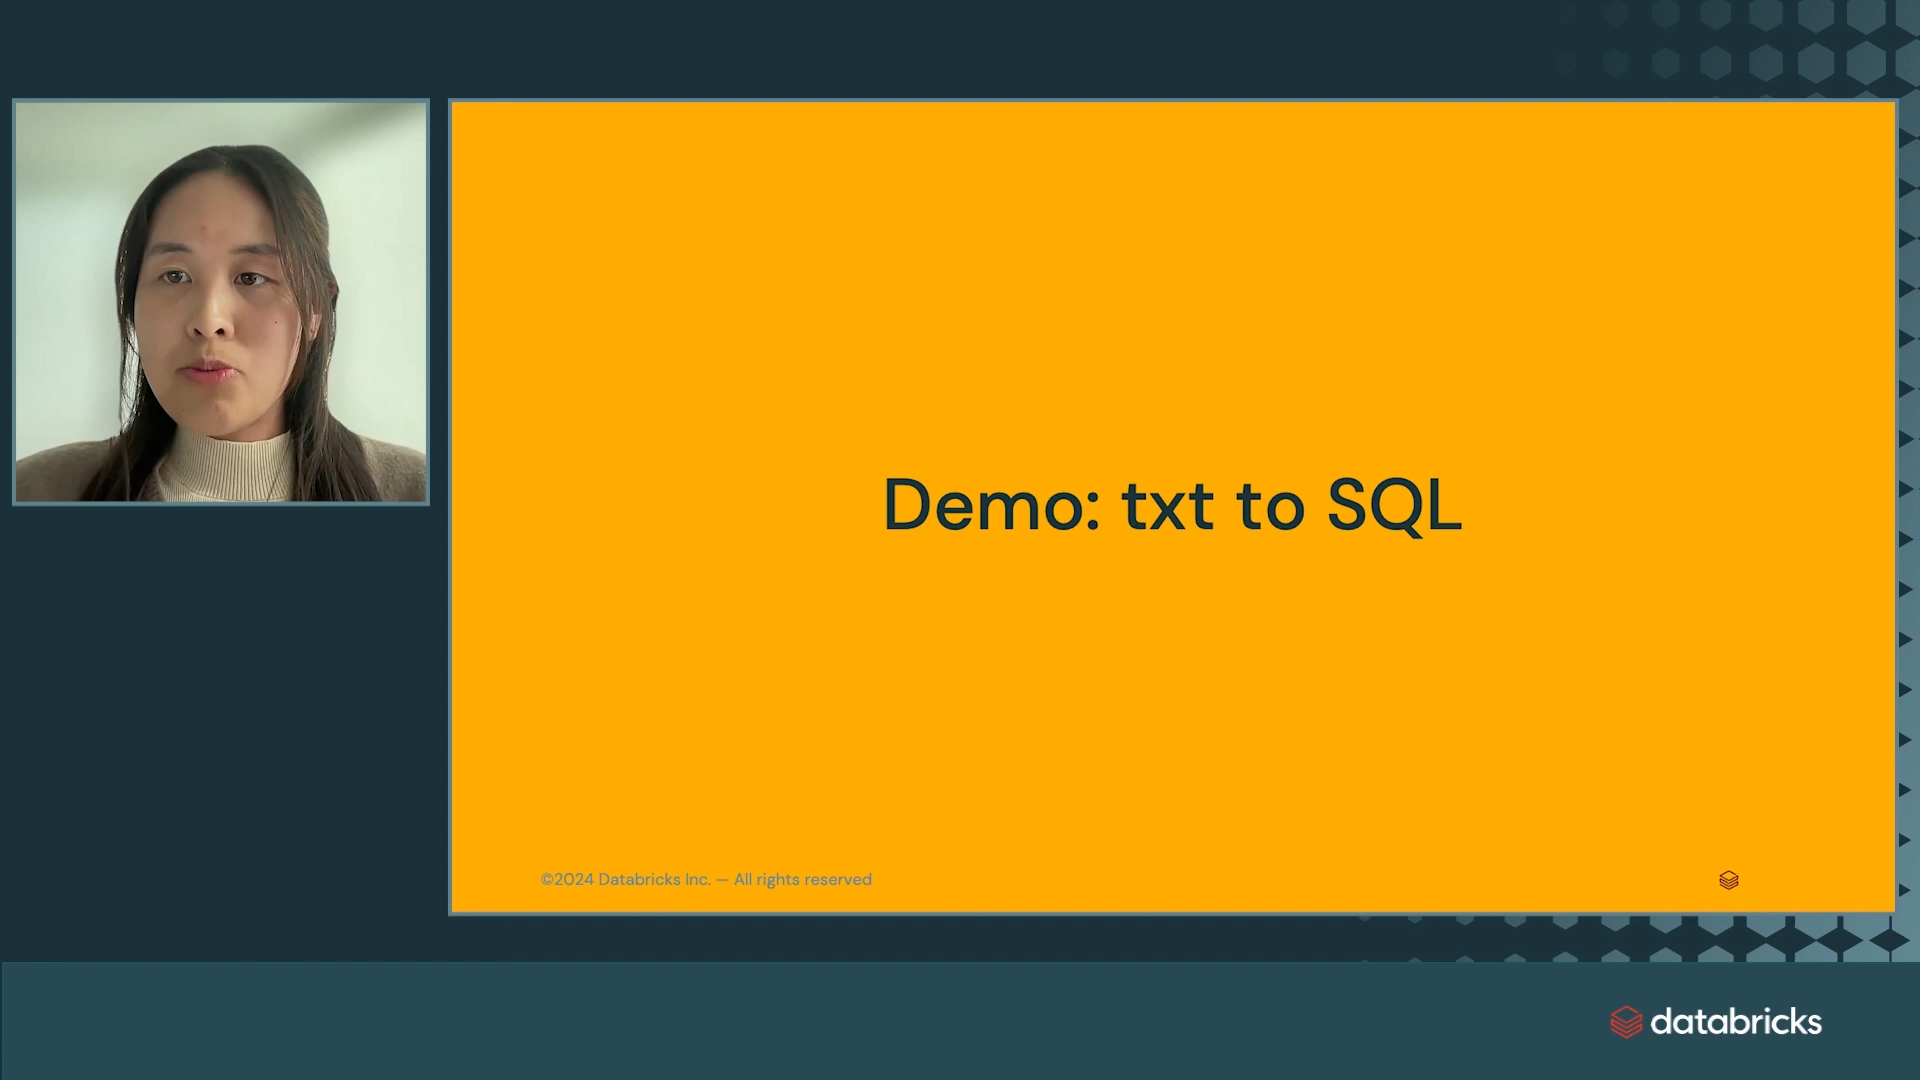 Demo: txt to SQL
©2024 Databricks Inc. — All rights reserved
databricks